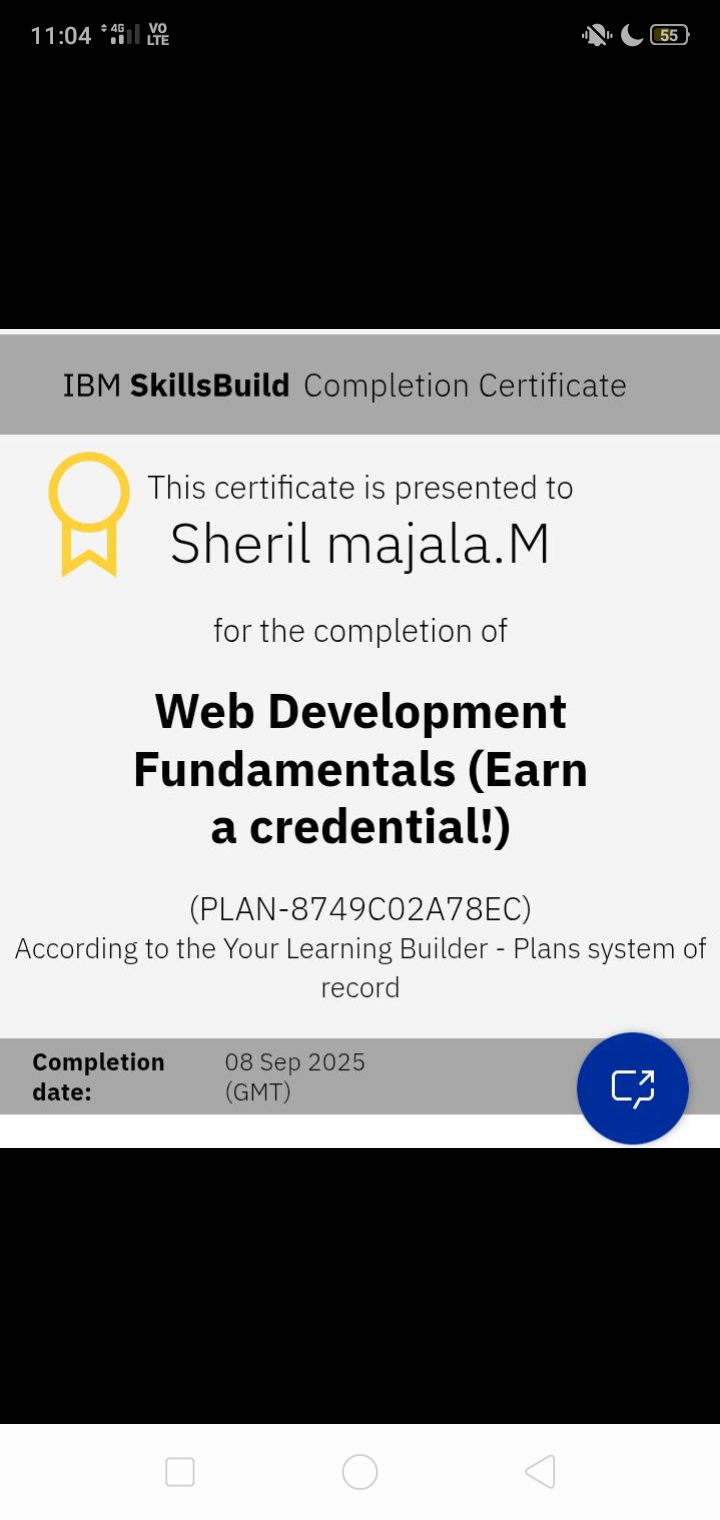 11:04 4G VO LTE 55
IBM SkillsBuild Completion Certificate
This certificate is presented to
Sheril majala.M
for the completion of
Web Development
Fundamentals (Earn
a credential!)
(PLAN-8749C02A78EC)
According to the Your Learning Builder - Plans system of
record
Completion 08 Sep 2025
date: (GMT)